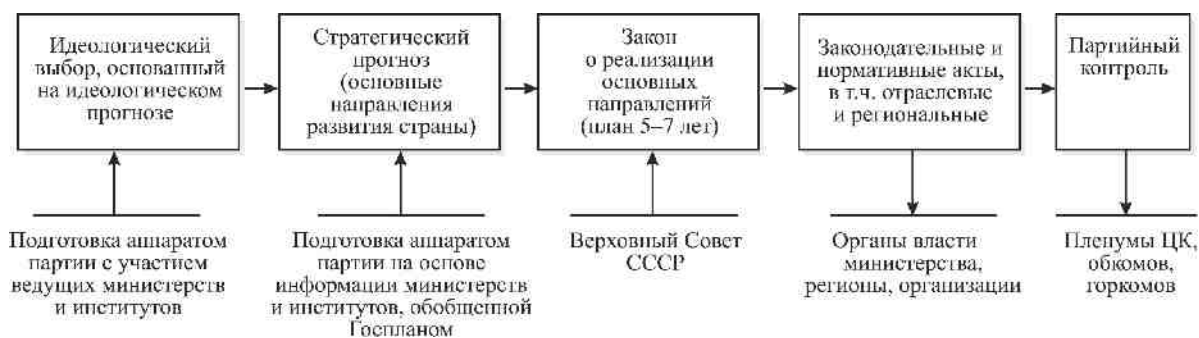 Идеологический
выбор, основанный
на идеологическом
прогнозе
Стратегический
прогноз
(основные
направления
развития страны)
Закон
о реализации
основных
направлений
(план 5–7 лет)
Законодательные и
нормативные акты,
в т.ч. отраслевые
и региональные
Партийный
контроль
Подготовка аппаратом
партии с участием
ведущих министерств
и институтов
Подготовка аппаратом
партии на основе
информации министерств
и институтов, обобщенной
Госпланом
Верховный Совет
СССР
Органы власти
министерства,
регионы, организации
Пленумы ЦК,
обкомов,
горкомов